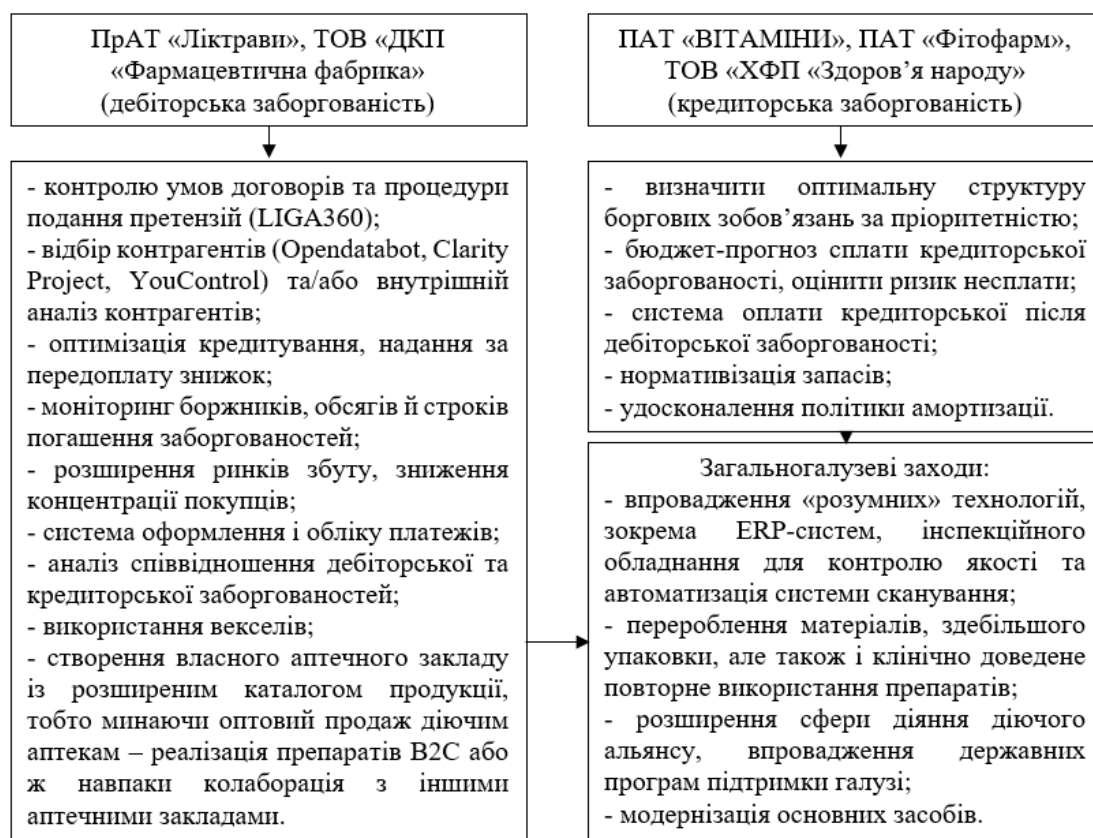 ПрАТ «Ліктрави», ТОВ «ДКП
«Фармацевтична фабрика»
(дебіторська заборгованість)
ПАТ «ВІТАМІНИ», ПАТ «Фітофарм»,
ТОВ «ХФП «Здоров’я народу»
(кредиторська заборгованість)
- контролю умов договорів та процедури
подання претензій (LIGA360);
- відбір контрагентів (Opendatabot, Clarity
Project, YouControl) та/або внутрішній
аналіз контрагентів;
- оптимізація кредитування, надання за
передоплату знижок;
- моніторинг боржників, обсягів й строків
погашення заборгованостей;
- розширення ринків збуту, зниження
концентрації покупців;
- система оформлення і обліку платежів;
- аналіз співвідношення дебіторської та
кредиторської заборгованостей;
- використання векселів;
- створення власного аптечного закладу
із розширеним каталогом продукції,
тобто минаючи оптовий продаж діючим
аптекам – реалізація препаратів B2C або
ж навпаки колаборація з іншими
аптечними закладами.
- визначити оптимальну структуру
боргових зобов’язань за пріоритетністю;
- бюджет-прогноз сплати кредиторської
заборгованості, оцінити ризик несплати;
- система оплати кредиторської після
дебіторської заборгованості;
- нормативізація запасів;
- удосконалення політики амортизації.
Загальногалузеві заходи:
- впровадження «розумних» технологій,
зокрема ERP-систем, інспекційного
обладнання для контролю якості та
автоматизація системи сканування;
- перероблення матеріалів, здебільшого
упаковки, але також і клінічно доведене
повторне використання препаратів;
- розширення сфери діяння діючого
альянсу, впровадження державних
програм підтримки галузі;
- модернізація основних засобів.